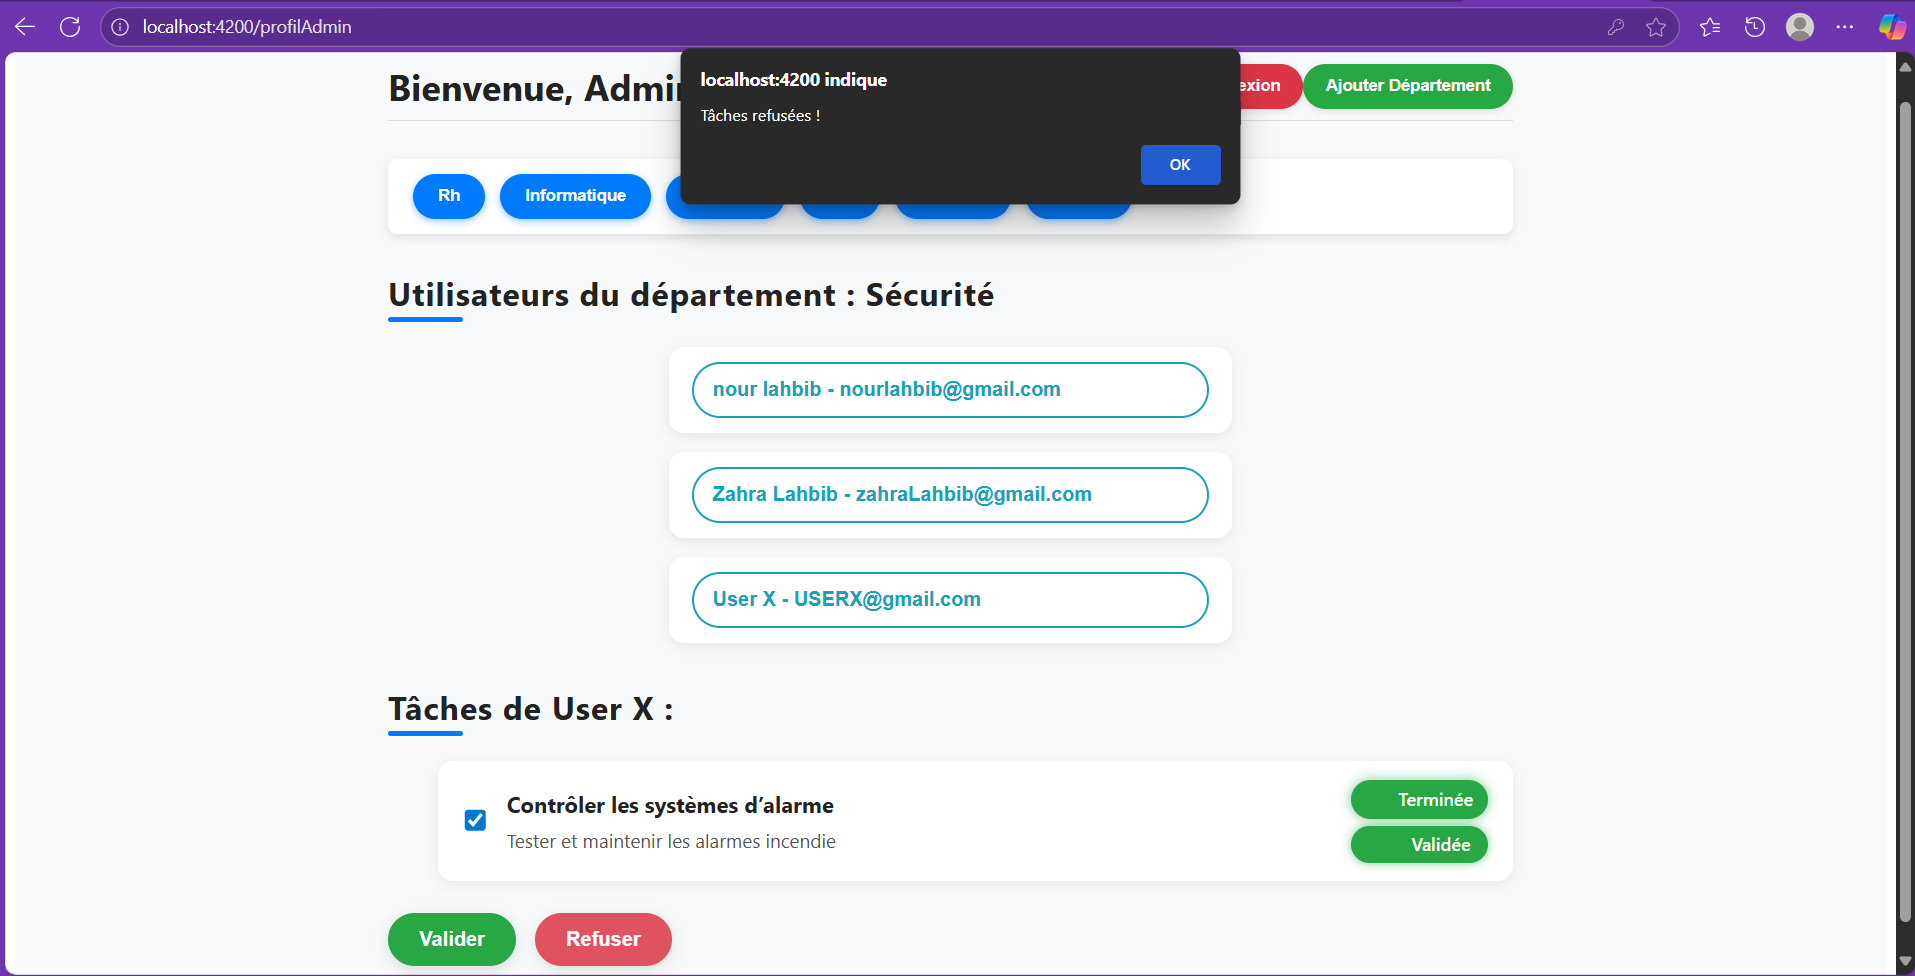 localhost:4200/profilAdmin
localhost:4200 indique
Tâches refusées !
OK
Bienvenue,
Ajouter Département
Rh
Informatique
Utilisateurs du département : Sécurité
nour lahbib - nourlahbib@gmail.com
Zahra Lahbib - zahraLahbib@gmail.com
User X - USERX@gmail.com
Tâches de User X :
Contrôler les systèmes d’alarme
Tester et maintenir les alarmes incendie
Terminée
Validée
Valider
Refuser